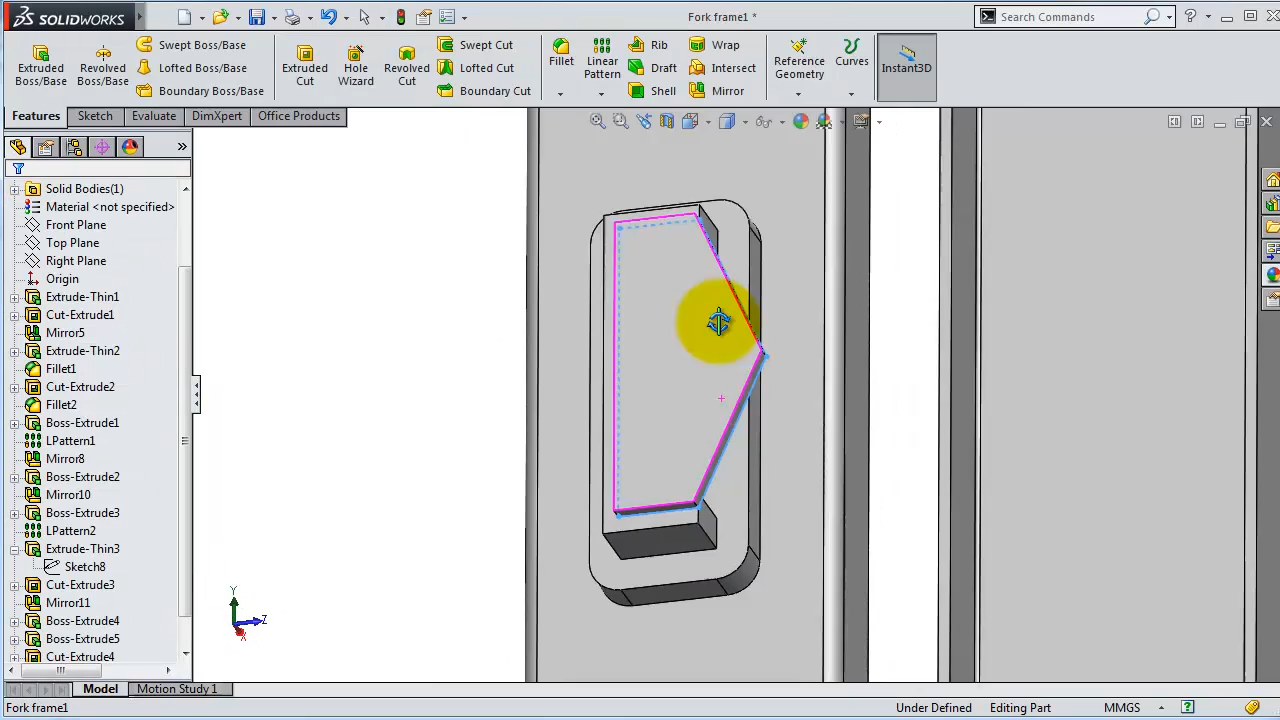 SOLIDWORKS
Fork frame1 *
Search Commands
Extruded Boss/Base
Revolved Boss/Base
Swept Boss/Base
Lofted Boss/Base
Boundary Boss/Base
Extruded Cut
Hole Wizard
Revolved Cut
Swept Cut
Lofted Cut
Boundary Cut
Fillet
Linear Pattern
Rib
Draft
Shell
Wrap
Intersect
Mirror
Reference Geometry
Curves
Instant3D
Features
Sketch
Evaluate
DimXpert
Office Products
Solid Bodies(1)
Material <not specified>
Front Plane
Top Plane
Right Plane
Origin
Extrude-Thin1
Cut-Extrude1
Mirror5
Extrude-Thin2
Fillet1
Cut-Extrude2
Fillet2
Boss-Extrude1
LPattern1
Mirror8
Boss-Extrude2
Mirror10
Boss-Extrude3
LPattern2
Extrude-Thin3
Sketch8
Cut-Extrude3
Mirror11
Boss-Extrude4
Boss-Extrude5
Cut-Extrude4
Y
Z
X
Model
Motion Study 1
Fork frame1
Under Defined
Editing Part
MMGS